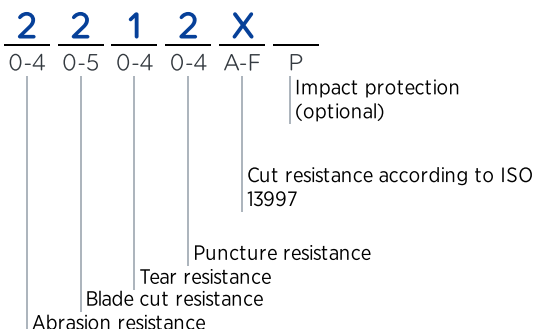 2 2 1 2 X
0-4 0-5 0-4 0-4 A-F P
Impact protection
(optional)
Cut resistance according to ISO
13997
Puncture resistance
Tear resistance
Blade cut resistance
Abrasion resistance